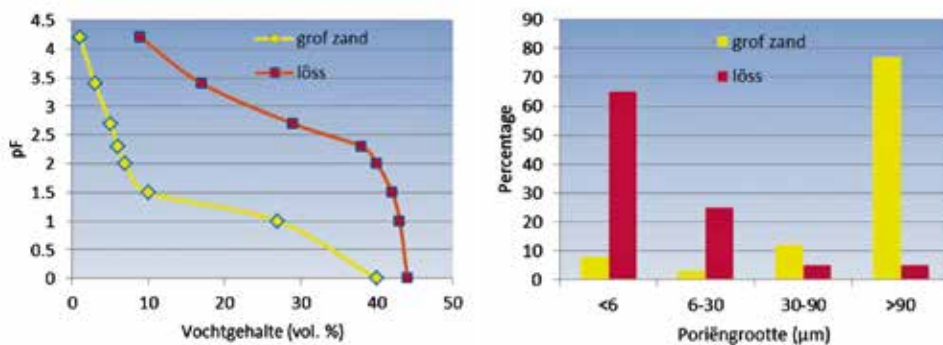 4.5
4
3.5
3
2.5
2
1.5
1
0.5
0
pF
0 10 20 30 40 50
Vochtgehalte (vol. %)
grof zand
löss
90
80
70
60
50
40
30
20
10
0
Percentage
<6 6-30 30-90 >90
Poriëngrootte (µm)
grof zand
löss